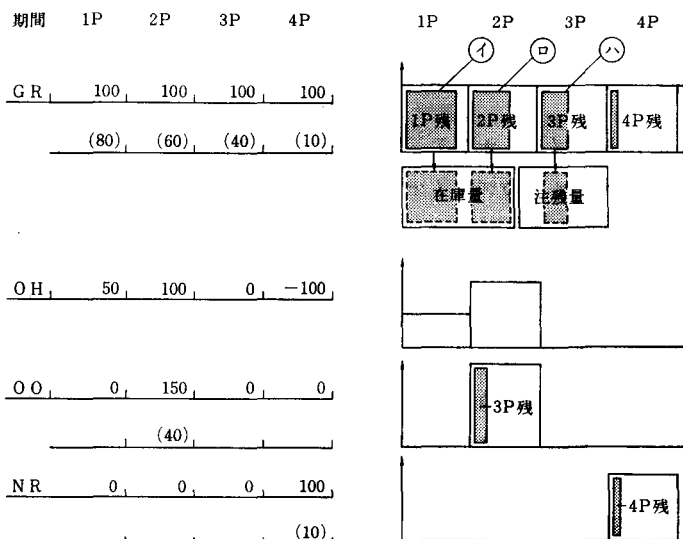 期間 1P 2P 3P 4P
GR 100 100 100 100
(80) (60) (40) (10)
OH 50 100 0 -100
OO 0 150 0 0
(40)
NR 0 0 0 100
(10)
1P 2P 3P 4P
イ ロ ハ
1P残 2P残 3P残 4P残
在庫量 注残量
3P残
4P残